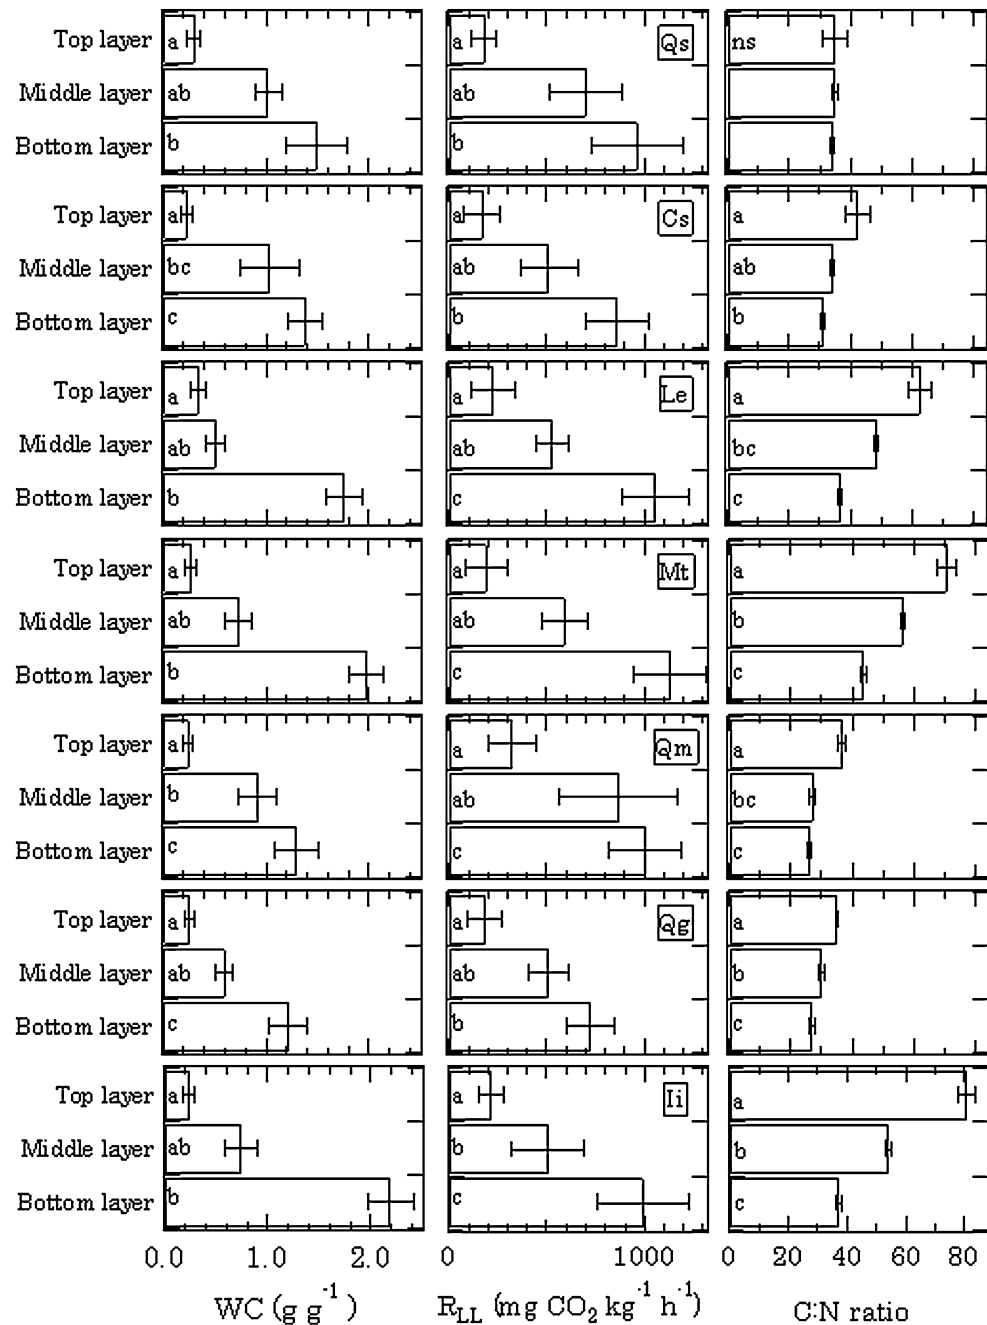 Top layer a a Qs ns
Middle layer ab ab
Bottom layer b b
Top layer a a Cs a
Middle layer bc ab ab
Bottom layer c b b
Top layer a a Le a
Middle layer ab ab bc
Bottom layer b c c
Top layer a a Mt a
Middle layer ab ab b
Bottom layer b c c
Top layer a a Qm a
Middle layer b ab bc
Bottom layer c c c
Top layer a a Qg a
Middle layer ab ab b
Bottom layer c b c
Top layer a a Ii a
Middle layer ab b b
Bottom layer b c c
0.0 1.0 2.0 0 1000 0 20 40 60 80
WC (g g⁻¹) R_LL (mg CO₂ kg⁻¹ h⁻¹) C:N ratio